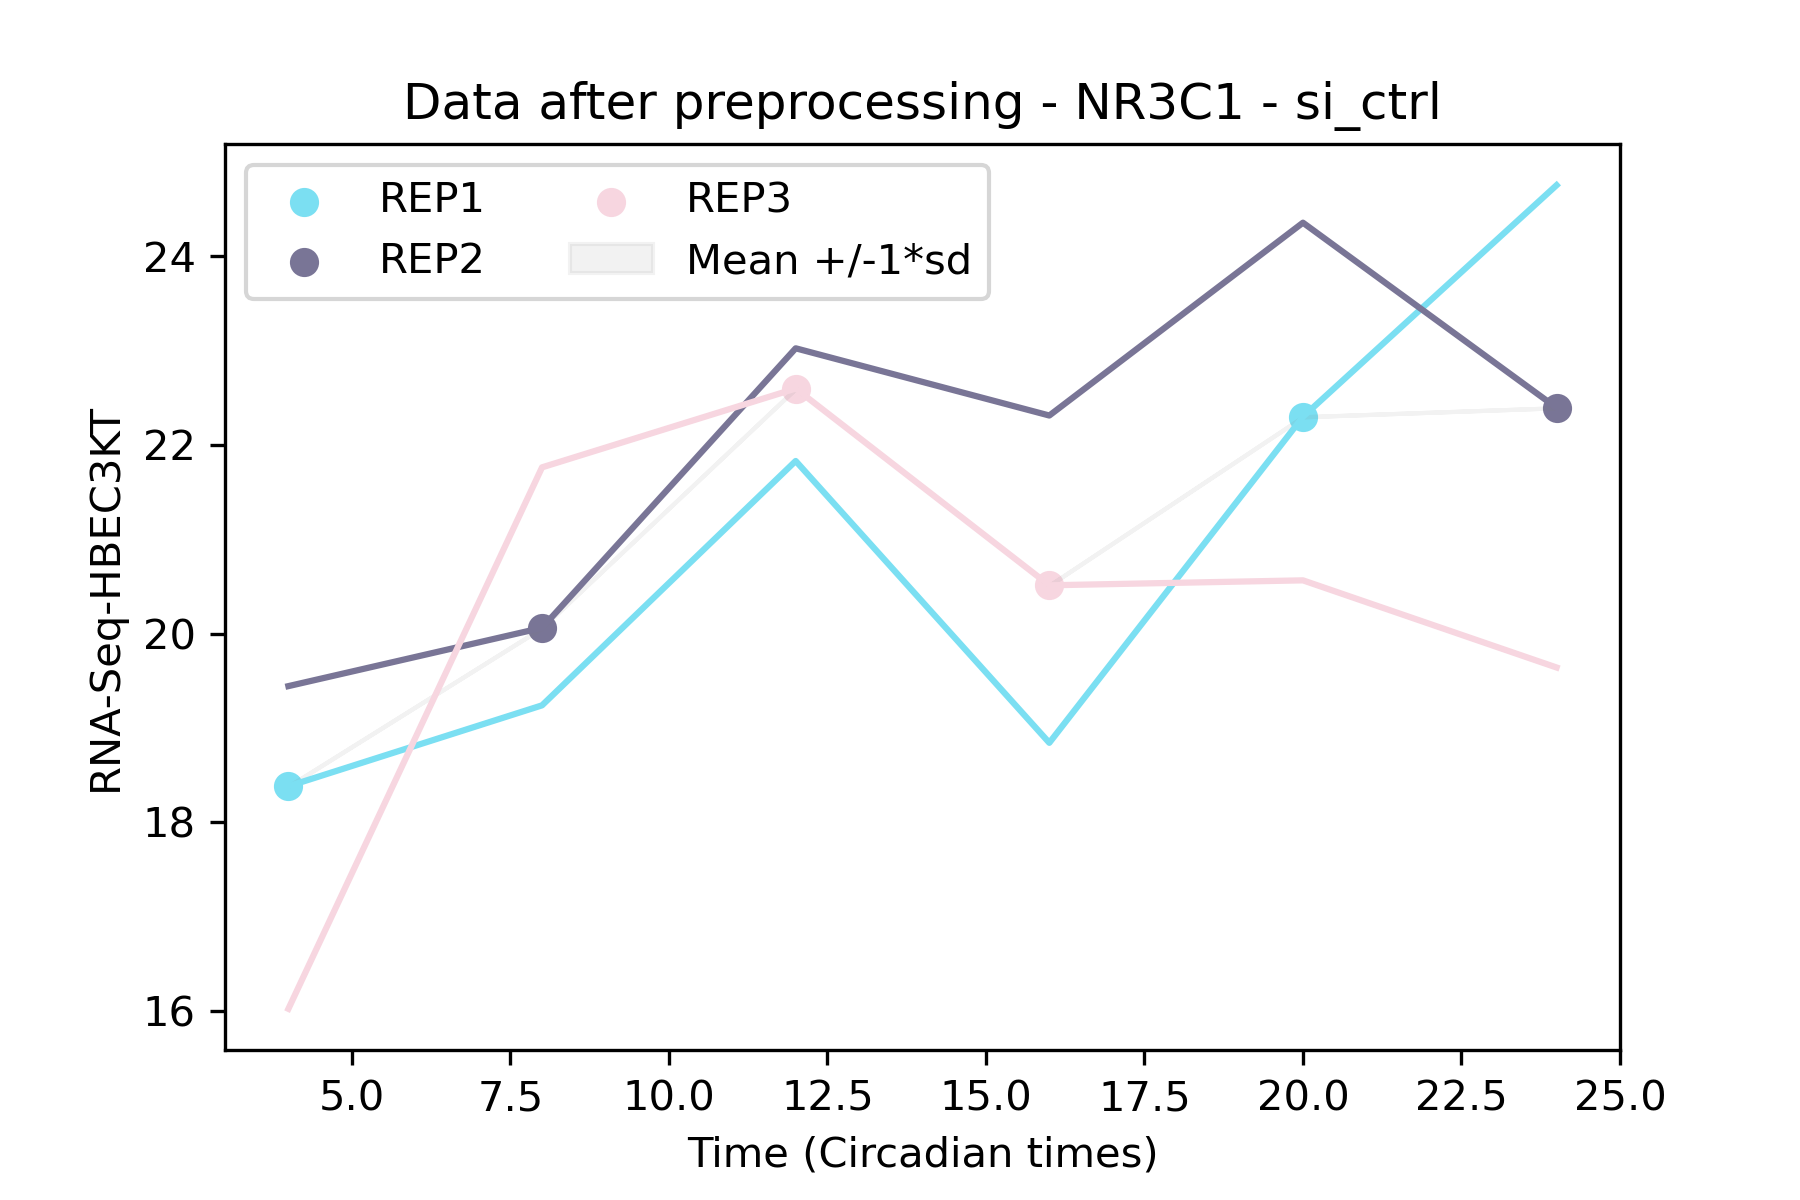 Data after preprocessing - NR3C1 - si_ctrl
REP1
REP2
REP3
Mean +/-1*sd
RNA-Seq-HBEC3KT
24
22
20
18
16
5.0 7.5 10.0 12.5 15.0 17.5 20.0 22.5 25.0
Time (Circadian times)